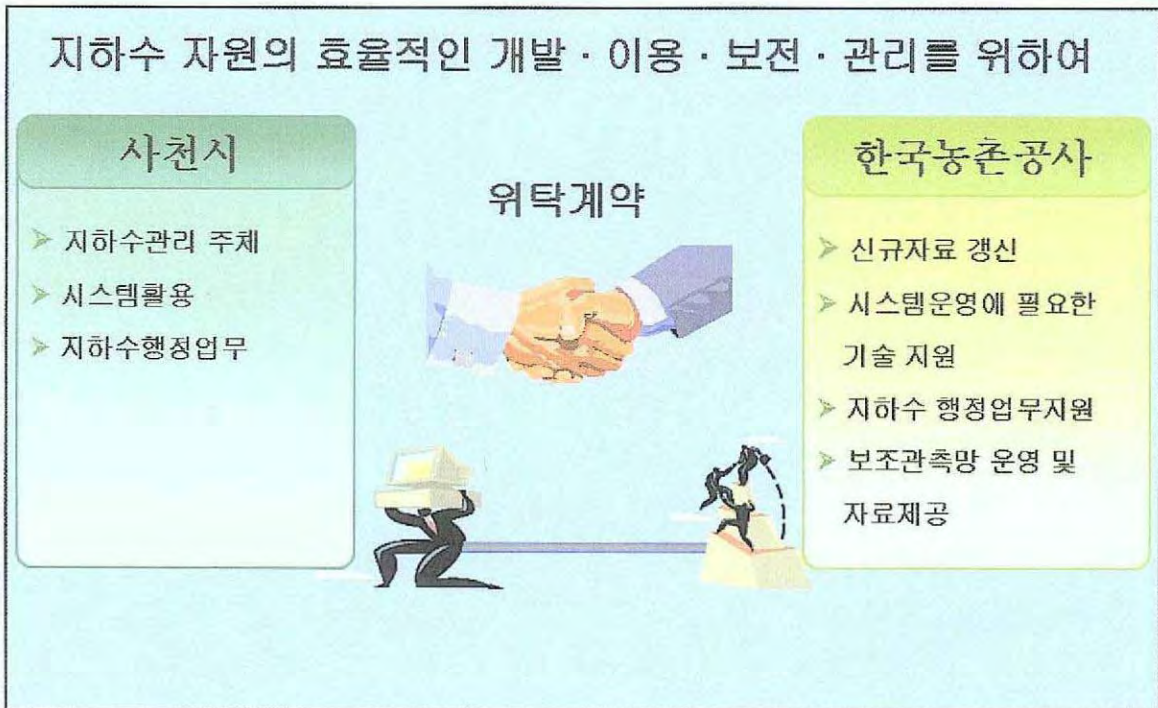 지하수 자원의 효율적인 개발 · 이용 · 보전 · 관리를 위하여
사천시
➢ 지하수관리 주체
➢ 시스템활용
➢ 지하수행정업무
위탁계약
한국농촌공사
➢ 신규자료 갱신
➢ 시스템운영에 필요한
기술 지원
➢ 지하수 행정업무지원
➢ 보조관측망 운영 및
자료제공